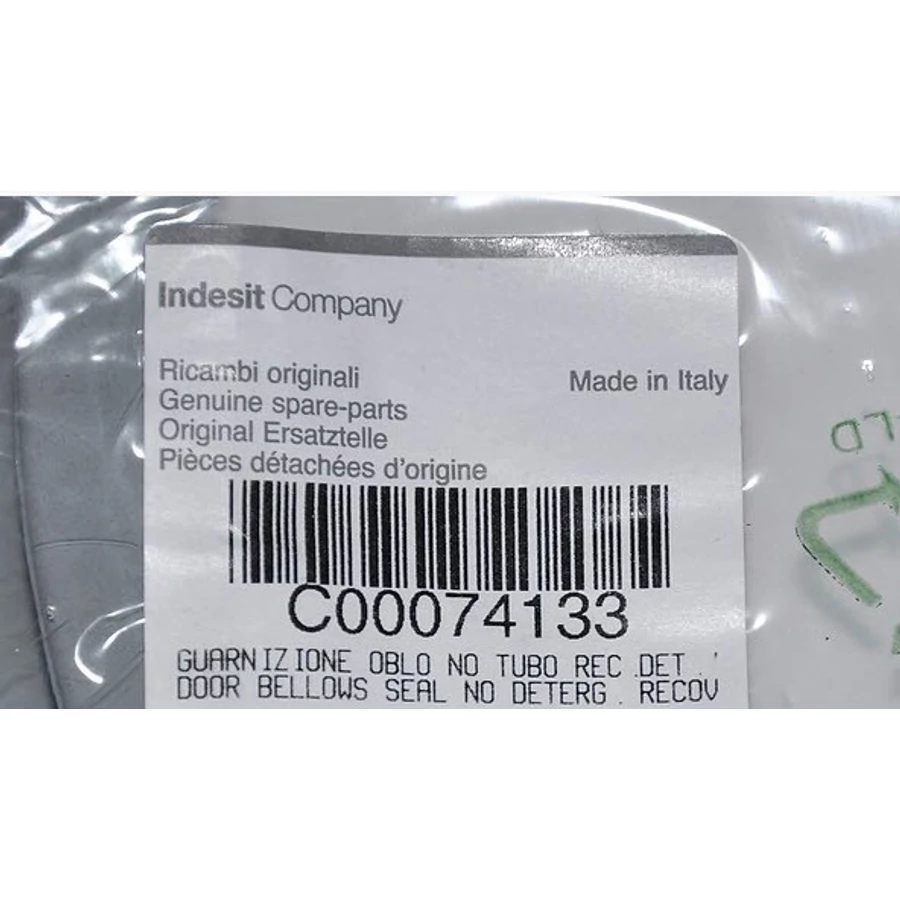 Indesit Company
Ricambi originali
Made in Italy
Genuine spare-parts
Original Ersatztelle
Pièces détachées d'origine
C00074133
GUARNIZIONE OBLO NO TUBO REC.DET.'
DOOR BELLOWS SEAL NO DETERG. RECOV